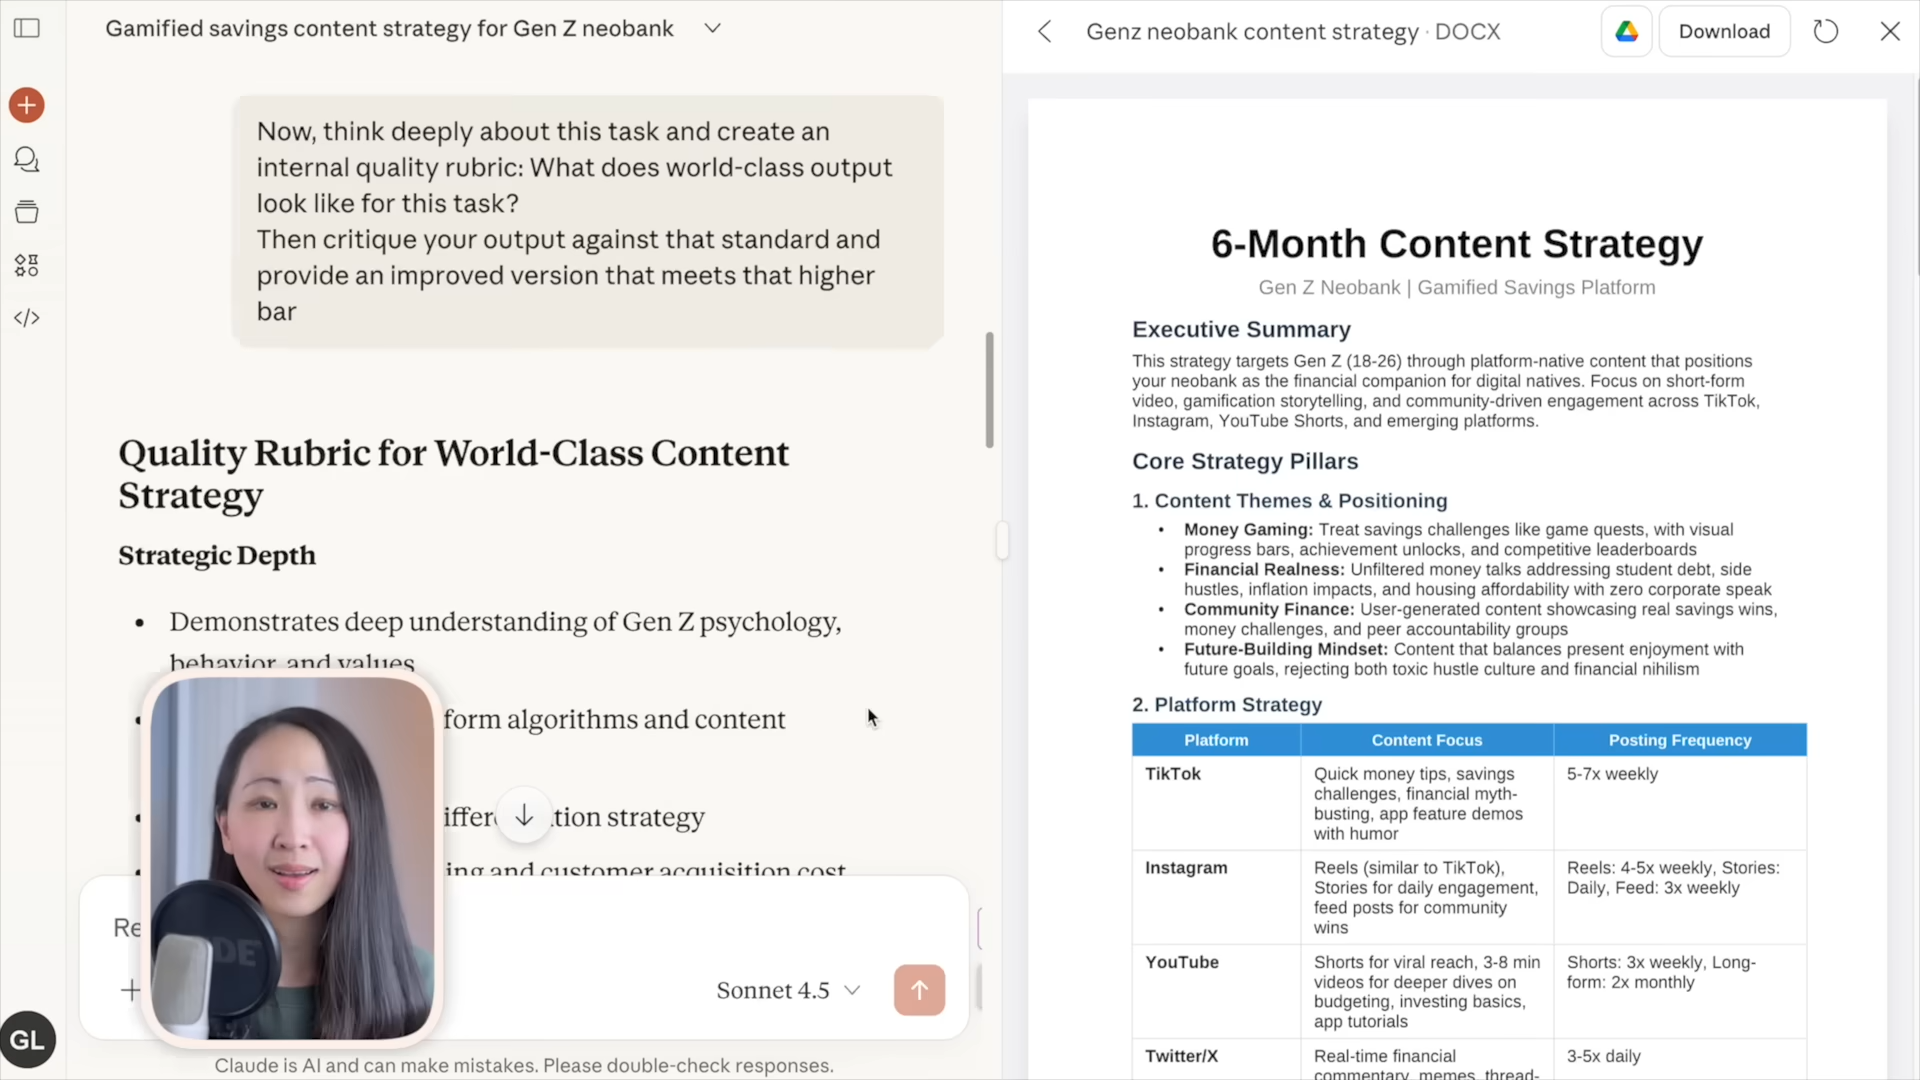 Gamified savings content strategy for Gen Z neobank
Now, think deeply about this task and create an
internal quality rubric: What does world-class output
look like for this task?
Then critique your output against that standard and
provide an improved version that meets that higher
bar
Quality Rubric for World-Class Content
Strategy
Strategic Depth
• Demonstrates deep understanding of Gen Z psychology,
behavior, and values
form algorithms and content
tion strategy
ing and customer acquisition cost
Re
Sonnet 4.5
GL
Claude is AI and can make mistakes. Please double-check responses.
Genz neobank content strategy · DOCX
Download
6-Month Content Strategy
Gen Z Neobank | Gamified Savings Platform
Executive Summary
This strategy targets Gen Z (18-26) through platform-native content that positions
your neobank as the financial companion for digital natives. Focus on short-form
video, gamification storytelling, and community-driven engagement across TikTok,
Instagram, YouTube Shorts, and emerging platforms.
Core Strategy Pillars
1. Content Themes & Positioning
• Money Gaming: Treat savings challenges like game quests, with visual
progress bars, achievement unlocks, and competitive leaderboards
• Financial Realness: Unfiltered money talks addressing student debt, side
hustles, inflation impacts, and housing affordability with zero corporate speak
• Community Finance: User-generated content showcasing real savings wins,
money challenges, and peer accountability groups
• Future-Building Mindset: Content that balances present enjoyment with
future goals, rejecting both toxic hustle culture and financial nihilism
2. Platform Strategy
Platform Content Focus Posting Frequency
TikTok Quick money tips, savings 5-7x weekly
challenges, financial myth-
busting, app feature demos
with humor
Instagram Reels (similar to TikTok), Reels: 4-5x weekly, Stories:
Stories for daily engagement, Daily, Feed: 3x weekly
feed posts for community
wins
YouTube Shorts for viral reach, 3-8 min Shorts: 3x weekly, Long-
videos for deeper dives on form: 2x monthly
budgeting, investing basics,
app tutorials
Twitter/X Real-time financial 3-5x daily
commentary, memes, thread-